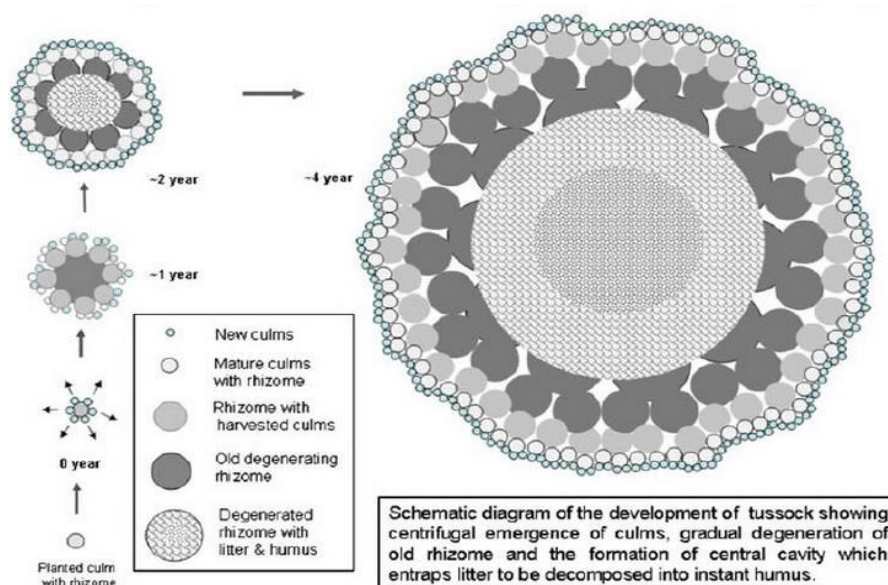 ~2 year
~4 year
~1 year
0 year
Planted culm
with rhizome
New culms
Mature culms
with rhizome
Rhizome with
harvested culms
Old degenerating
rhizome
Degenerated
rhizome with
litter & humus
Schematic diagram of the development of tussock showing
centrifugal emergence of culms, gradual degeneration of
old rhizome and the formation of central cavity which
entraps litter to be decomposed into instant humus.